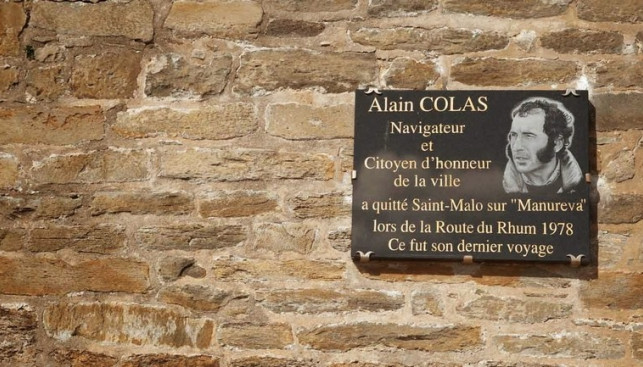 Alain COLAS
Navigateur
et
Citoyen d'honneur
de la ville
a quitté Saint-Malo sur "Manureva"
lors de la Route du Rhum 1978
Ce fut son dernier voyage